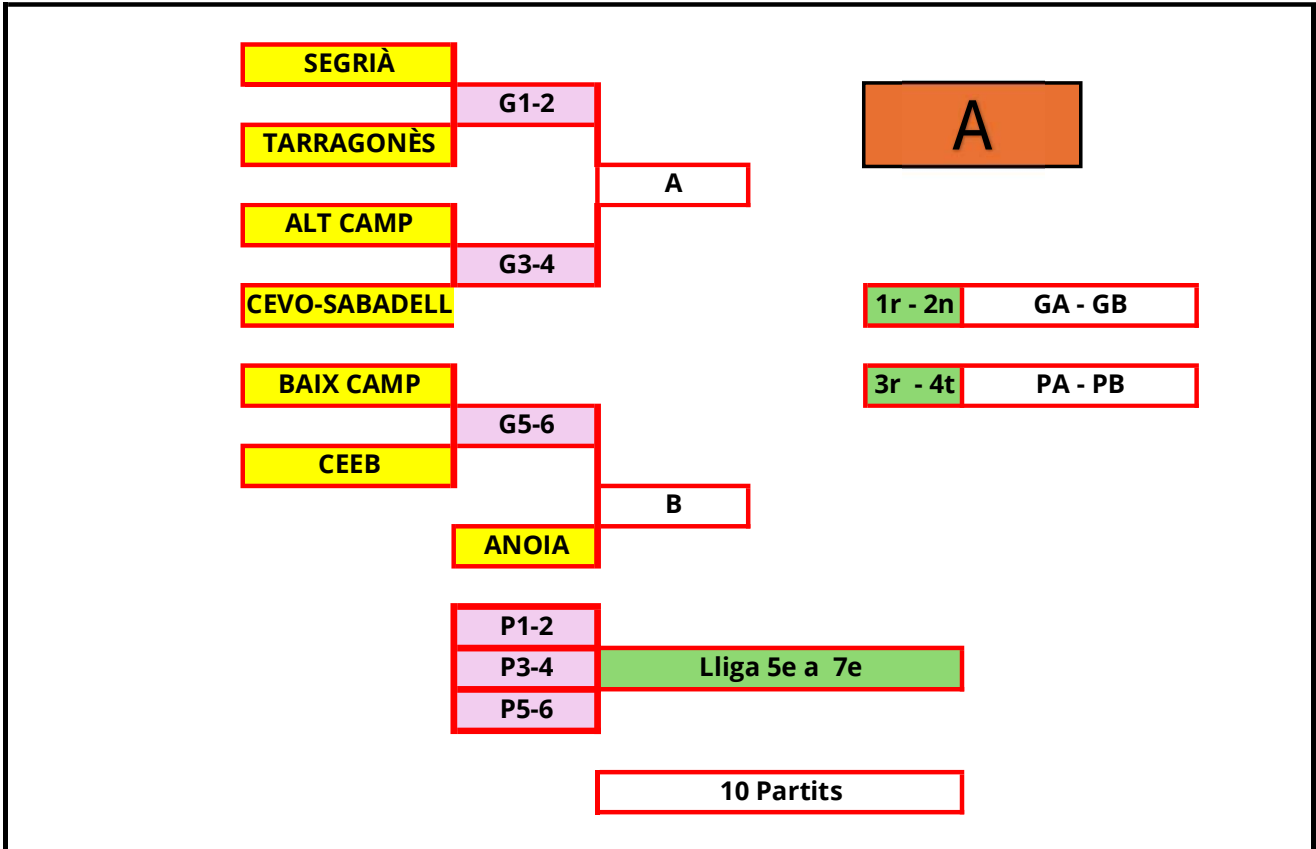 SEGRIÀ
G1-2
A
TARRAGONÈS
A
ALT CAMP
G3-4
CEVO-SABADELL
1r - 2n GA - GB
BAIX CAMP
3r - 4t PA - PB
G5-6
CEEB
B
ANOIA
P1-2
P3-4 Lliga 5e a 7e
P5-6
10 Partits